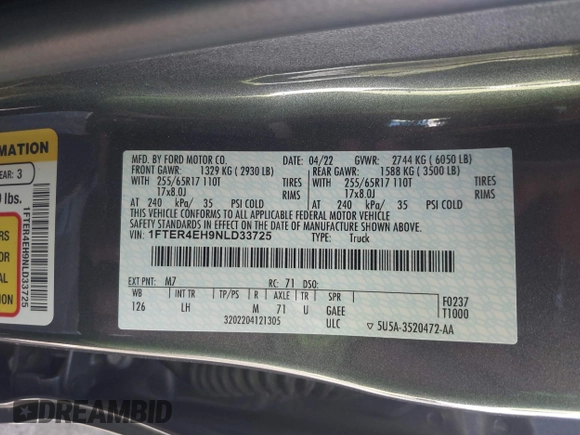 MATION
EAR: 3
0 lbs.
RS
R
RS
1FTER4EH9NLD33725
MFD. BY FORD MOTOR CO. 04/22 GVWR: 2744 KG ( 6050 LB)
FRONT GAWR: 1329 KG ( 2930 LB) REAR GAWR: 1588 KG ( 3500 LB)
WITH 255/65R17 110T TIRES WITH 255/65R17 110T TIRES
17x8.0J RIMS 17x8.0J RIMS
AT 240 kPa/ 35 PSI COLD AT 240 kPa/ 35 PSI COLD
THIS VEHICLE CONFORMS TO ALL APPLICABLE FEDERAL MOTOR VEHICLE
SAFETY STANDARDS IN EFFECT ON THE DATE OF MANUFACTURE SHOWN ABOVE.
VIN: 1FTER4EH9NLD33725 TYPE: Truck
EXT PNT: M7 RC: 71 DSO:
WB INT TR TP/PS R AXLE TR SPR F0237
126 LH M 71 U GAEE T1000
3202204121305 ULC 5U5A-3520472-AA
DREAMBID